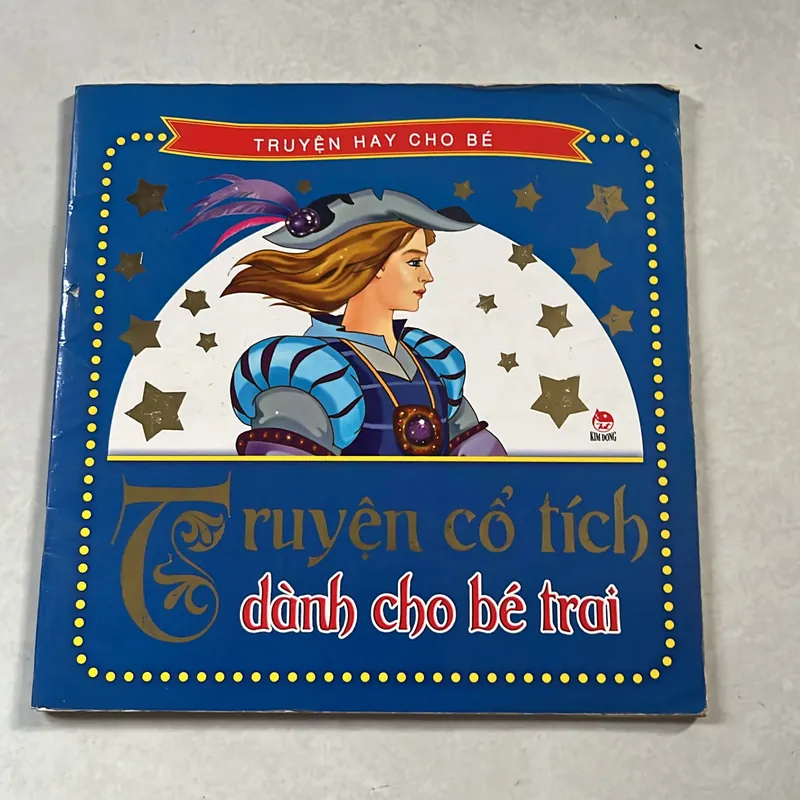 TRUYỆN HAY CHO BÉ
KIM ĐỒNG
Truyện cổ tích
dành cho bé trai